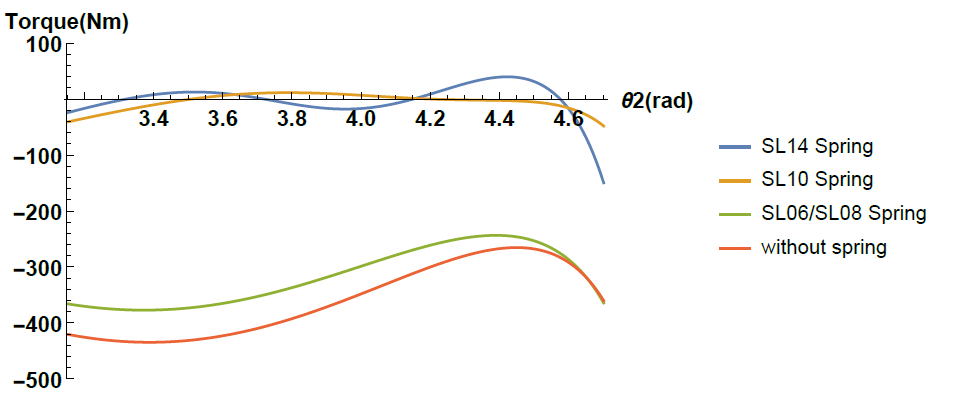 Torque(Nm)
100
θ2(rad)
3.4 3.6 3.8 4.0 4.2 4.4 4.6
−100
−200
−300
−400
−500
SL14 Spring
SL10 Spring
SL06/SL08 Spring
without spring